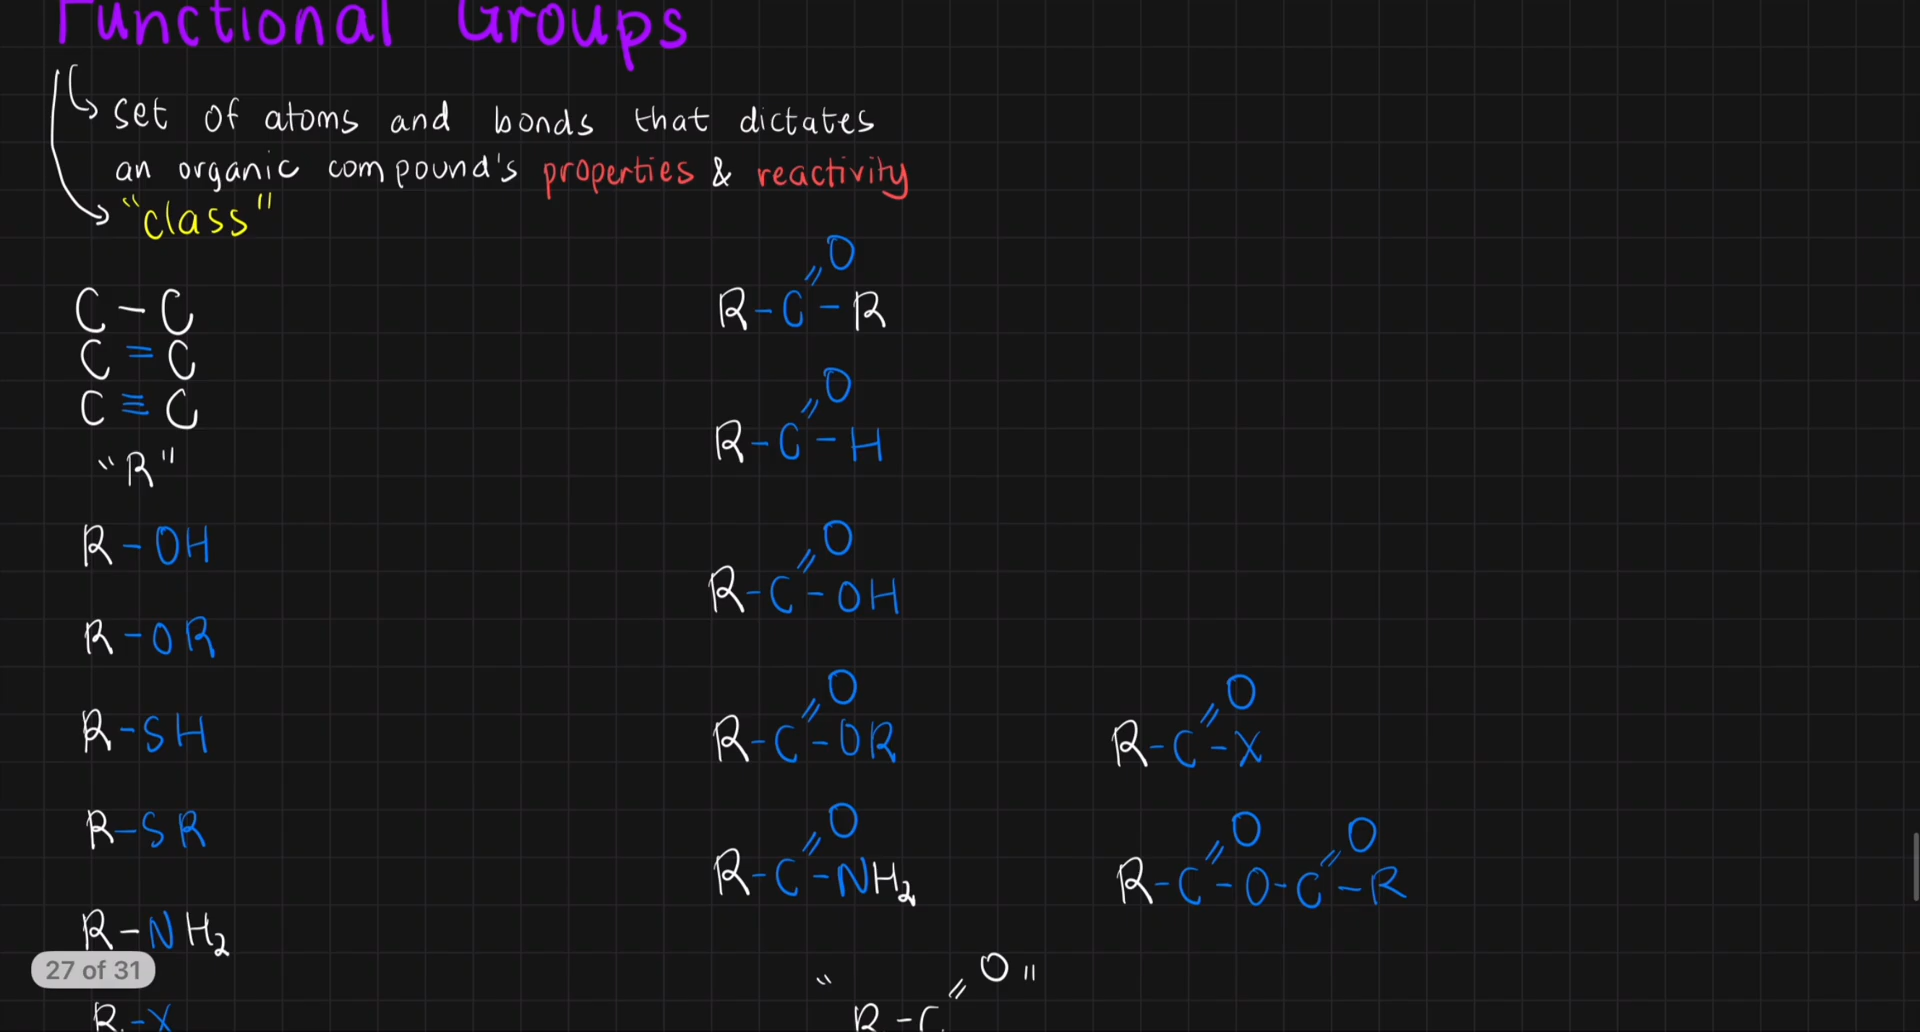 Functional Groups
set of atoms and bonds that dictates
an organic compound's properties & reactivity
"class"
C - C
C = C
C ≡ C
"R"
R - OH
R - OR
R - SH
R - SR
R - NH₂
R - X
O
R - C - R
O
R - C - H
O
R - C - OH
O
R - C - OR
O
R - C - NH₂
" O "
R - C
O
R - C - X
O O
R - C - O - C - R
27 of 31